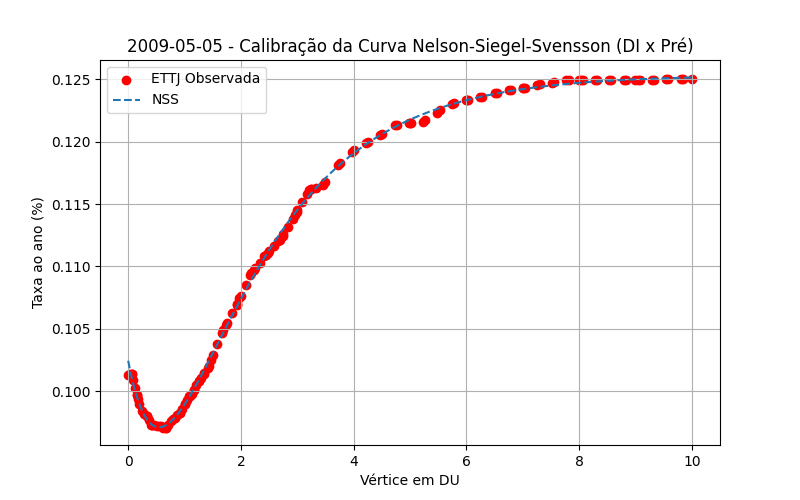 2009-05-05 - Calibração da Curva Nelson-Siegel-Svensson (DI x Pré)
ETTJ Observada
NSS
Taxa ao ano (%)
0.125
0.120
0.115
0.110
0.105
0.100
0 2 4 6 8 10
Vértice em DU